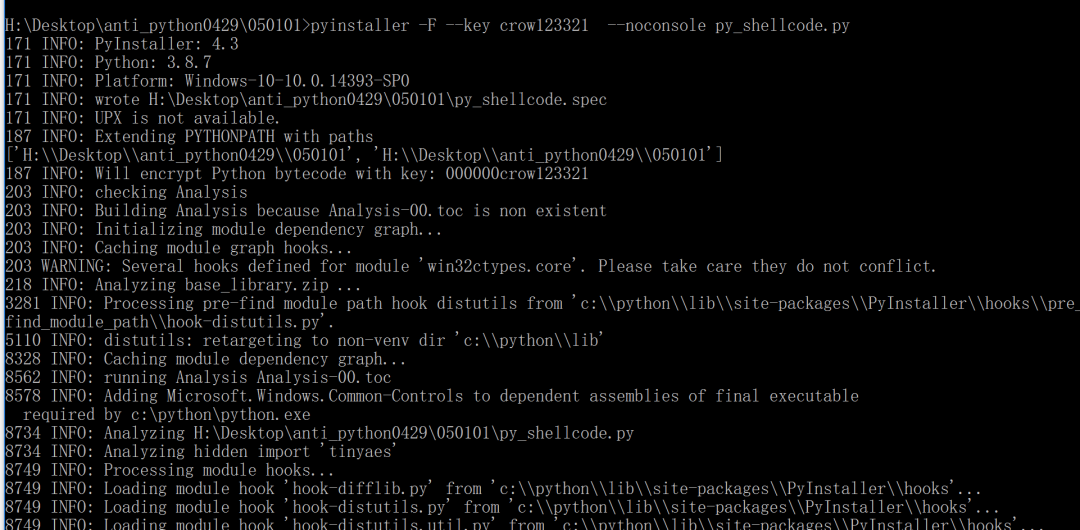 H:\Desktop\anti_python0429\050101>pyinstaller -F --key crow123321  --noconsole py_shellcode.py
171 INFO: PyInstaller: 4.3
171 INFO: Python: 3.8.7
171 INFO: Platform: Windows-10-10.0.14393-SP0
171 INFO: wrote H:\Desktop\anti_python0429\050101\py_shellcode.spec
171 INFO: UPX is not available.
187 INFO: Extending PYTHONPATH with paths
['H:\\Desktop\\anti_python0429\\050101', 'H:\\Desktop\\anti_python0429\\050101']
187 INFO: Will encrypt Python bytecode with key: 000000crow123321
203 INFO: checking Analysis
203 INFO: Building Analysis because Analysis-00.toc is non existent
203 INFO: Initializing module dependency graph...
203 INFO: Caching module graph hooks...
203 WARNING: Several hooks defined for module 'win32ctypes.core'. Please take care they do not conflict.
218 INFO: Analyzing base_library.zip ...
3281 INFO: Processing pre-find module path hook distutils from 'c:\\python\\lib\\site-packages\\PyInstaller\\hooks\\pre_
find_module_path\\hook-distutils.py'.
5110 INFO: distutils: retargeting to non-venv dir 'c:\\python\\lib'
8328 INFO: Caching module dependency graph...
8562 INFO: running Analysis Analysis-00.toc
8578 INFO: Adding Microsoft.Windows.Common-Controls to dependent assemblies of final executable
  required by c:\python\python.exe
8734 INFO: Analyzing H:\Desktop\anti_python0429\050101\py_shellcode.py
8734 INFO: Analyzing hidden import 'tinyaes'
8749 INFO: Processing module hooks...
8749 INFO: Loading module hook 'hook-difflib.py' from 'c:\\python\\lib\\site-packages\\PyInstaller\\hooks'...
8749 INFO: Loading module hook 'hook-distutils.py' from 'c:\\python\\lib\\site-packages\\PyInstaller\\hooks'...
8749 INFO: Loading module hook 'hook-distutils.util.py' from 'c:\\python\\lib\\site-packages\\PyInstaller\\hooks'...